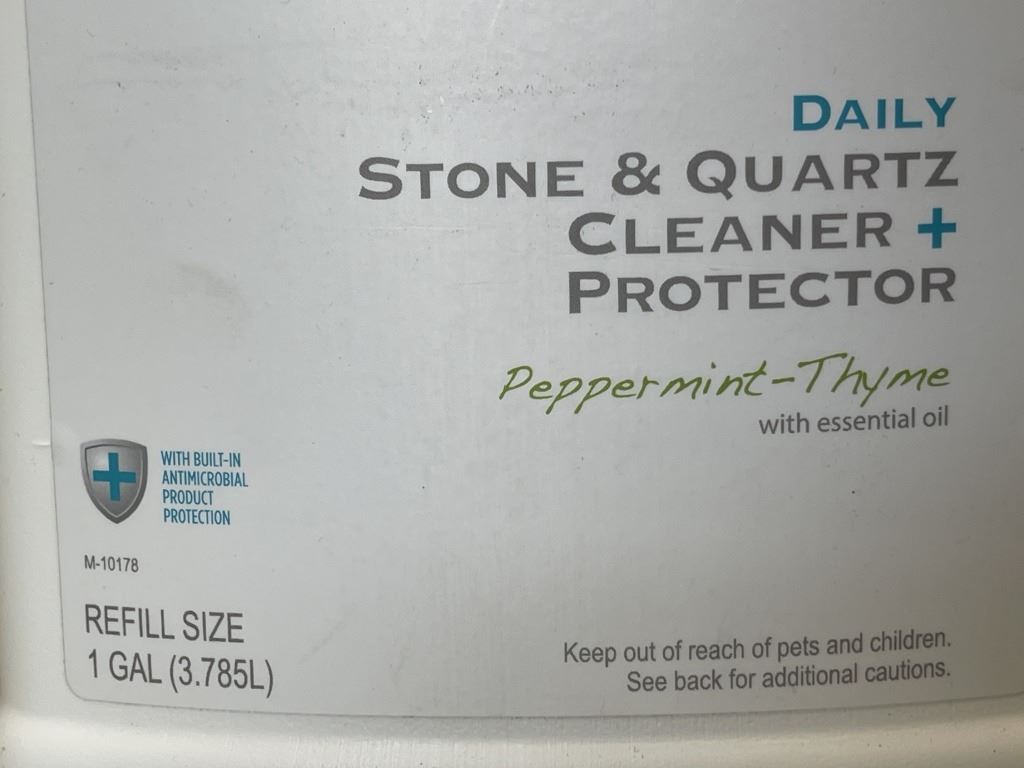 DAILY
STONE & QUARTZ
CLEANER +
PROTECTOR
Peppermint-Thyme
with essential oil
WITH BUILT-IN
ANTIMICROBIAL
PRODUCT
PROTECTION
M-10178
REFILL SIZE
1 GAL (3.785L)
Keep out of reach of pets and children.
See back for additional cautions.